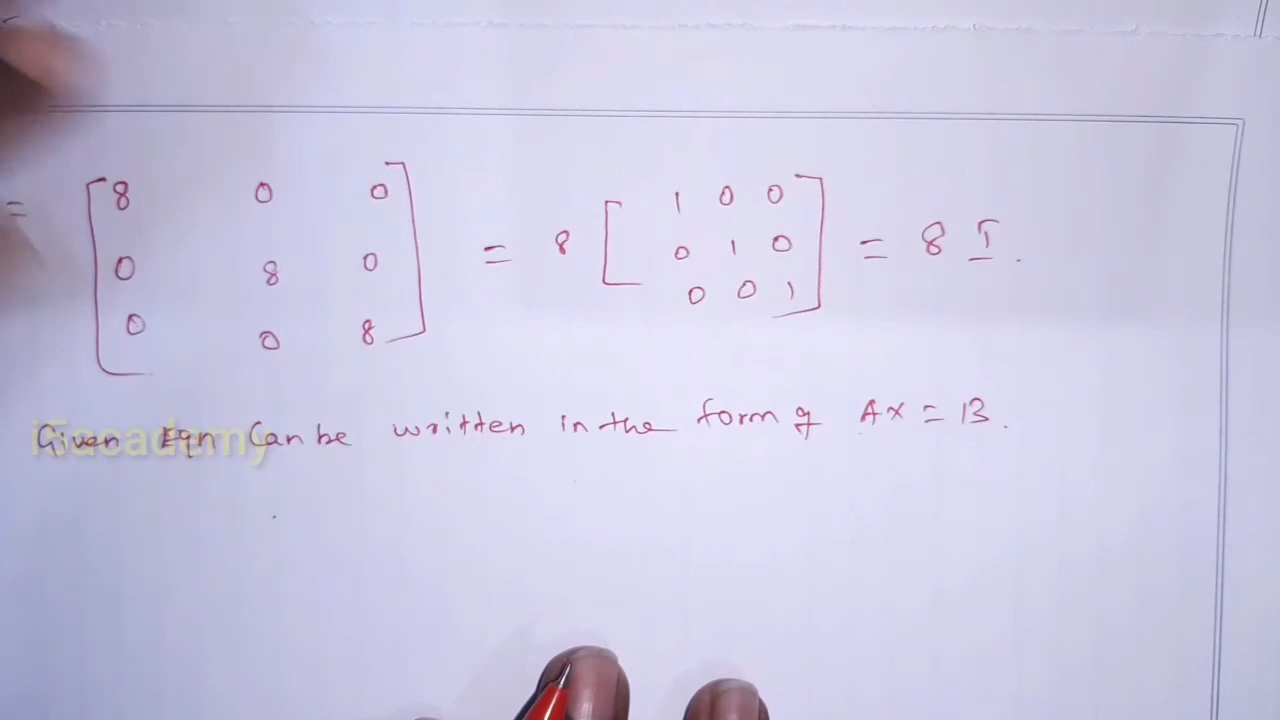 = [8 0 0 = 8 [1 0 0] = 8 I.
0 8 0 0 1 0
0 0 8] 0 0 1
Given Eqn Can be written in the form of AX = B.
iTacademy